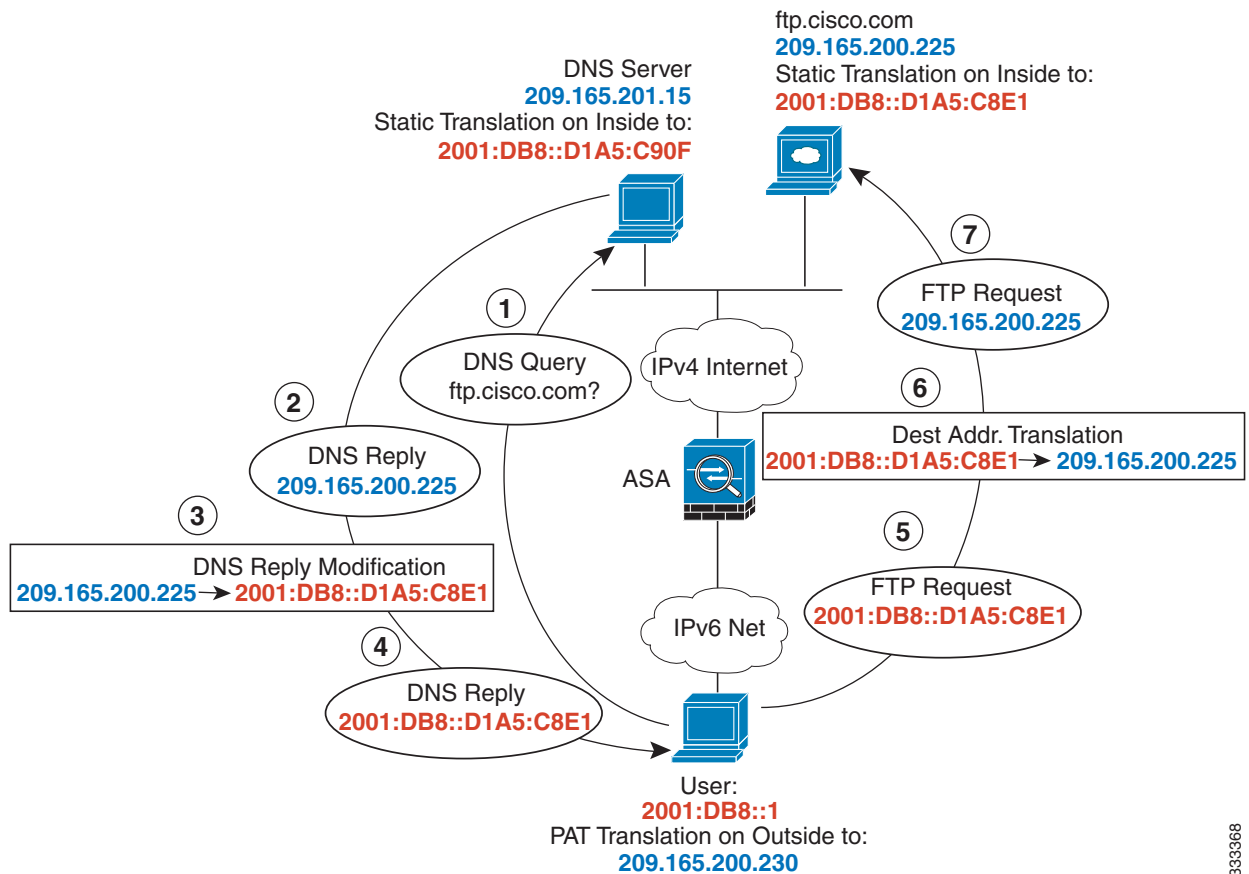 ftp.cisco.com
209.165.200.225
Static Translation on Inside to:
2001:DB8::D1A5:C8E1
DNS Server
209.165.201.15
Static Translation on Inside to:
2001:DB8::D1A5:C90F
1
DNS Query
ftp.cisco.com?
2
DNS Reply
209.165.200.225
3
DNS Reply Modification
209.165.200.225 → 2001:DB8::D1A5:C8E1
4
DNS Reply
2001:DB8::D1A5:C8E1
IPv4 Internet
ASA
IPv6 Net
7
FTP Request
209.165.200.225
6
Dest Addr. Translation
2001:DB8::D1A5:C8E1 → 209.165.200.225
5
FTP Request
2001:DB8::D1A5:C8E1
User:
2001:DB8::1
PAT Translation on Outside to:
209.165.200.230
333368